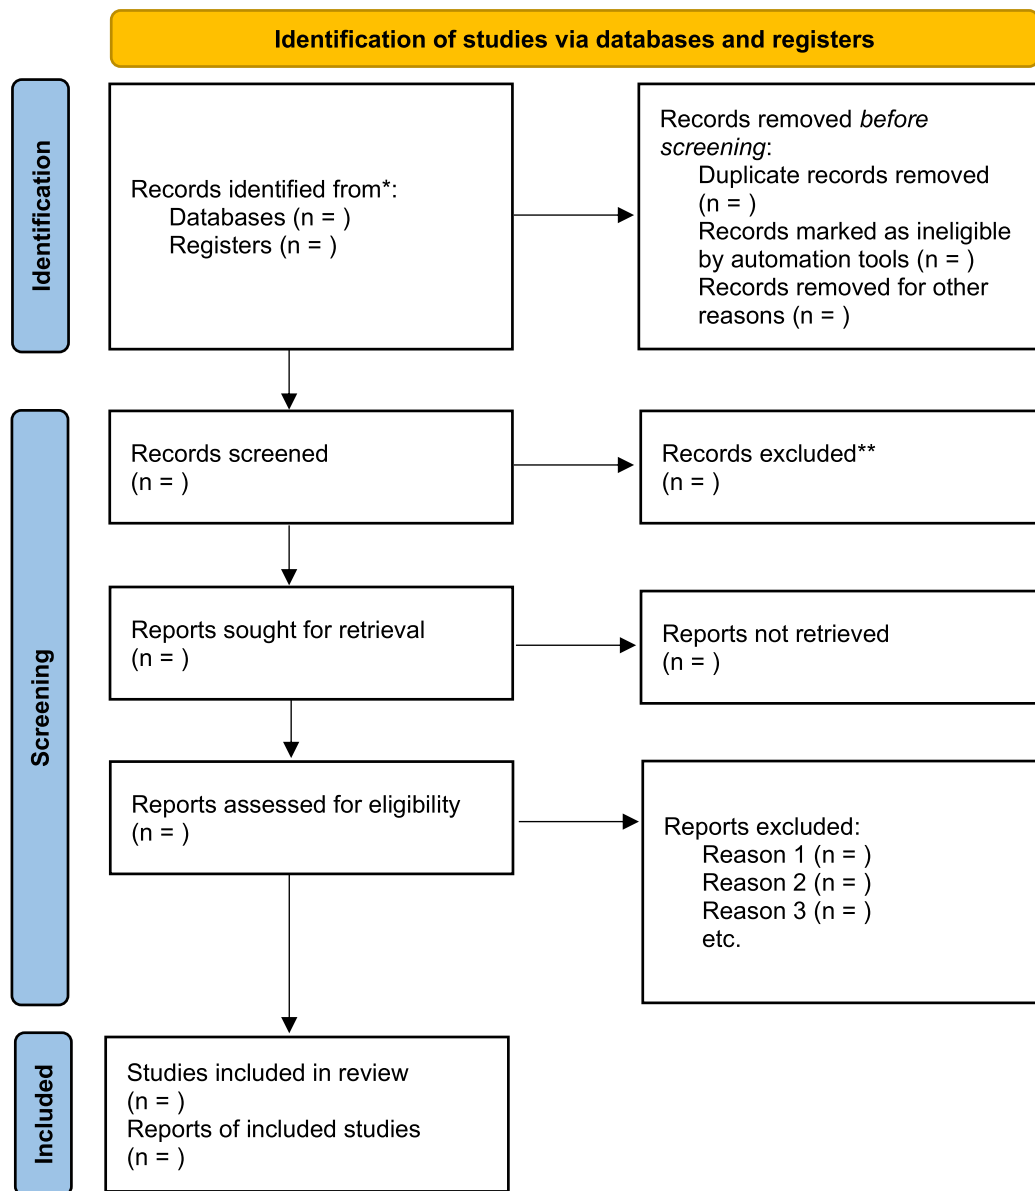 Identification of studies via databases and registers
Identification
Records identified from*:
Databases (n = )
Registers (n = )
Records removed before
screening:
Duplicate records removed
(n = )
Records marked as ineligible
by automation tools (n = )
Records removed for other
reasons (n = )
Screening
Records screened
(n = )
Records excluded**
(n = )
Reports sought for retrieval
(n = )
Reports not retrieved
(n = )
Reports assessed for eligibility
(n = )
Reports excluded:
Reason 1 (n = )
Reason 2 (n = )
Reason 3 (n = )
etc.
Included
Studies included in review
(n = )
Reports of included studies
(n = )